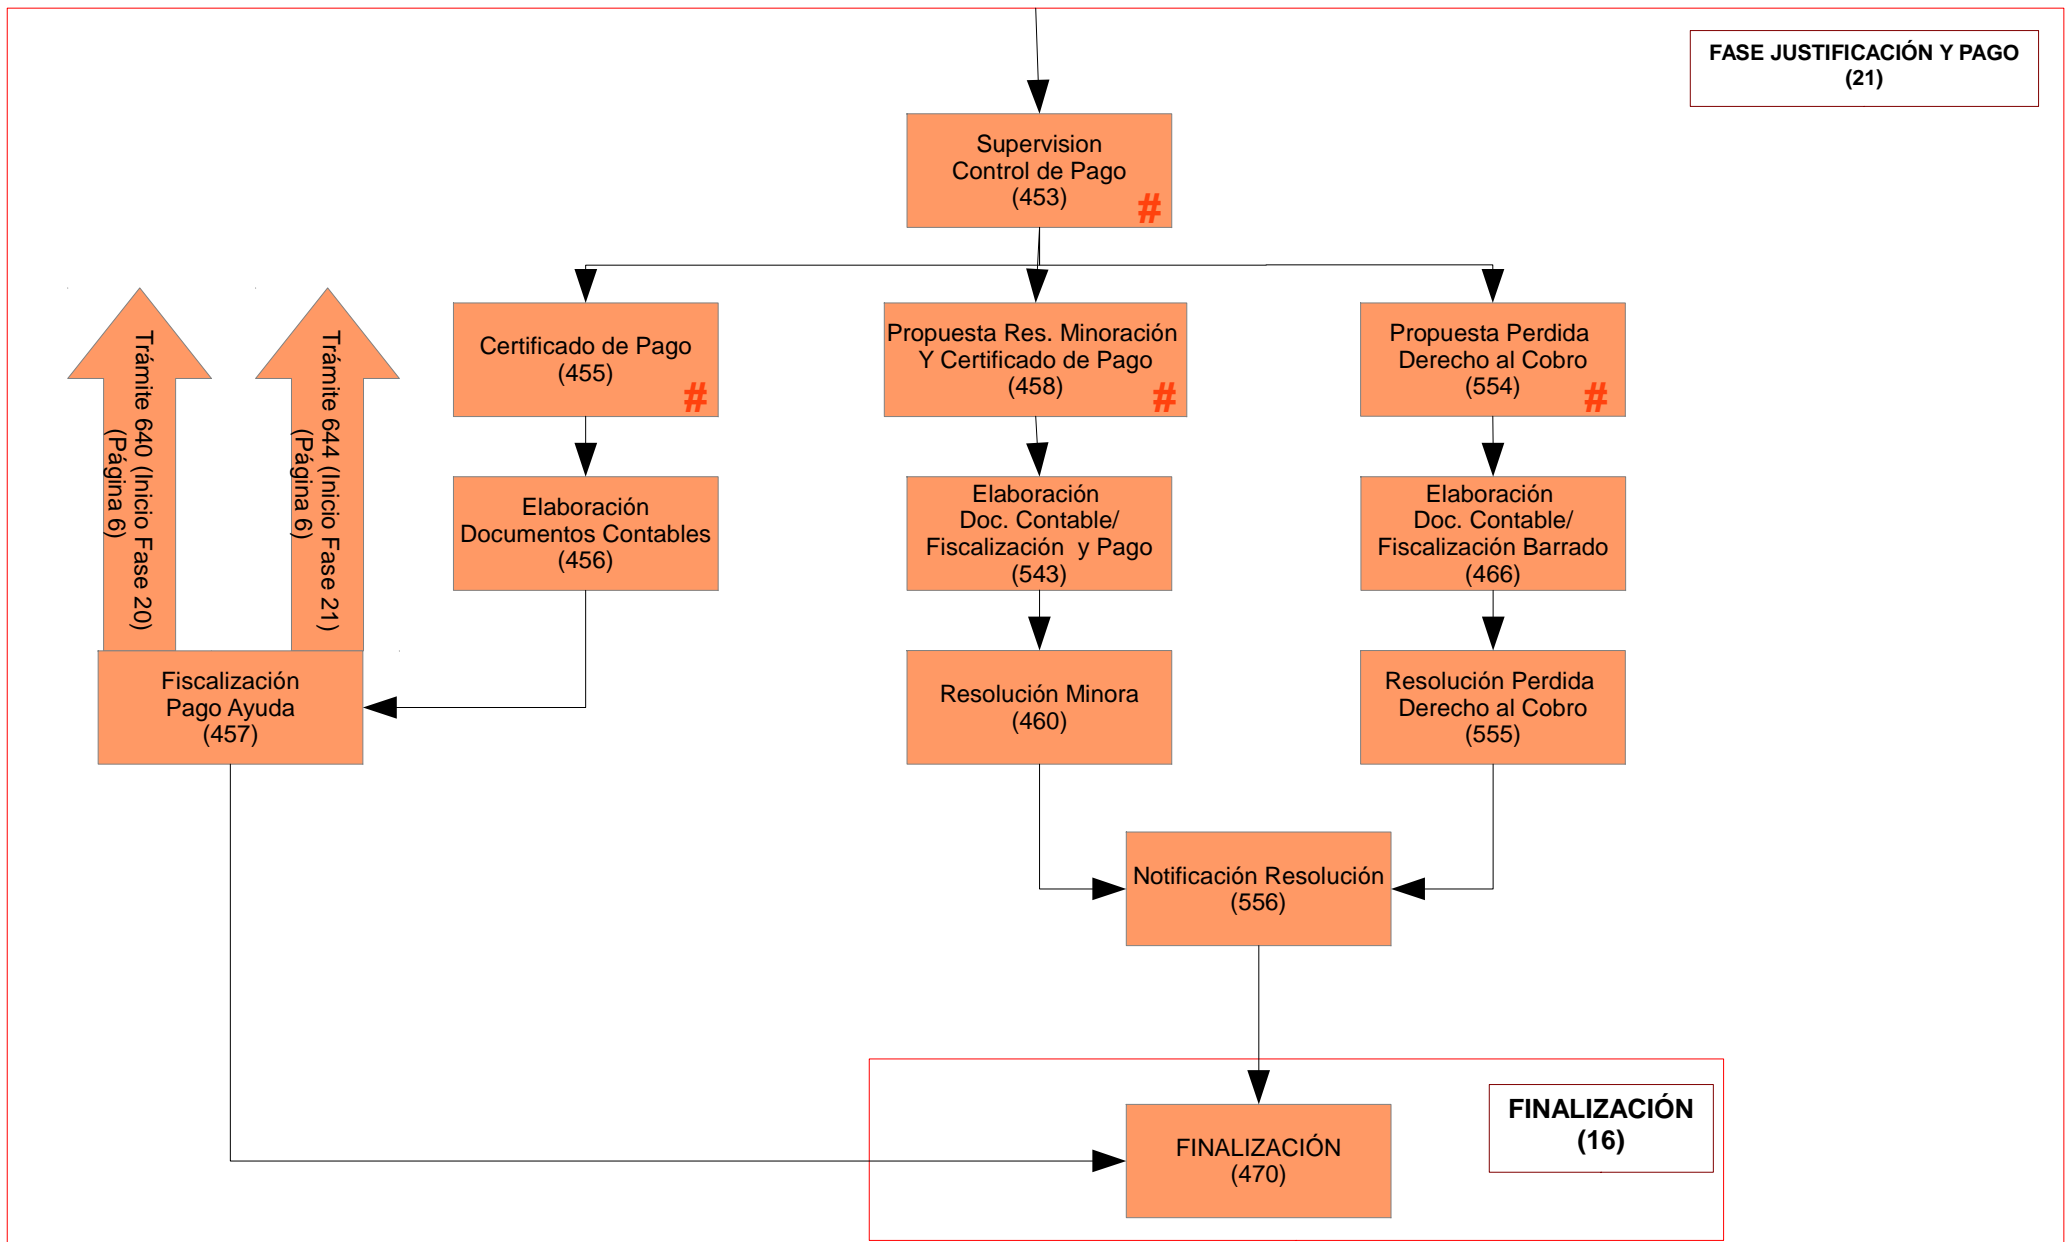 FASE JUSTIFICACIÓN Y PAGO
(21)
Supervision
Control de Pago
(453)
#
Trámite 640 (Inicio Fase 20)
(Página 6)
Trámite 644 (Inicio Fase 21)
(Página 6)
Certificado de Pago
(455)
#
Propuesta Res. Minoración
Y Certificado de Pago
(458)
#
Propuesta Perdida
Derecho al Cobro
(554)
#
Elaboración
Documentos Contables
(456)
Elaboración
Doc. Contable/
Fiscalización y Pago
(543)
Elaboración
Doc. Contable/
Fiscalización Barrado
(466)
Fiscalización
Pago Ayuda
(457)
Resolución Minora
(460)
Resolución Perdida
Derecho al Cobro
(555)
Notificación Resolución
(556)
FINALIZACIÓN
(16)
FINALIZACIÓN
(470)